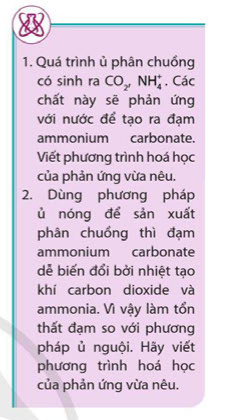 1. Quá trình ủ phân chuồng
có sinh ra CO₂, NH₄⁺. Các
chất này sẽ phản ứng
với nước để tạo ra đạm
ammonium carbonate.
Viết phương trình hoá học
của phản ứng vừa nêu.
2. Dùng phương pháp
ủ nóng để sản xuất
phân chuồng thì đạm
ammonium carbonate
dễ biến đổi bởi nhiệt tạo
khí carbon dioxide và
ammonia. Vì vậy làm tổn
thất đạm so với phương
pháp ủ nguội. Hãy viết
phương trình hoá học
của phản ứng vừa nêu.